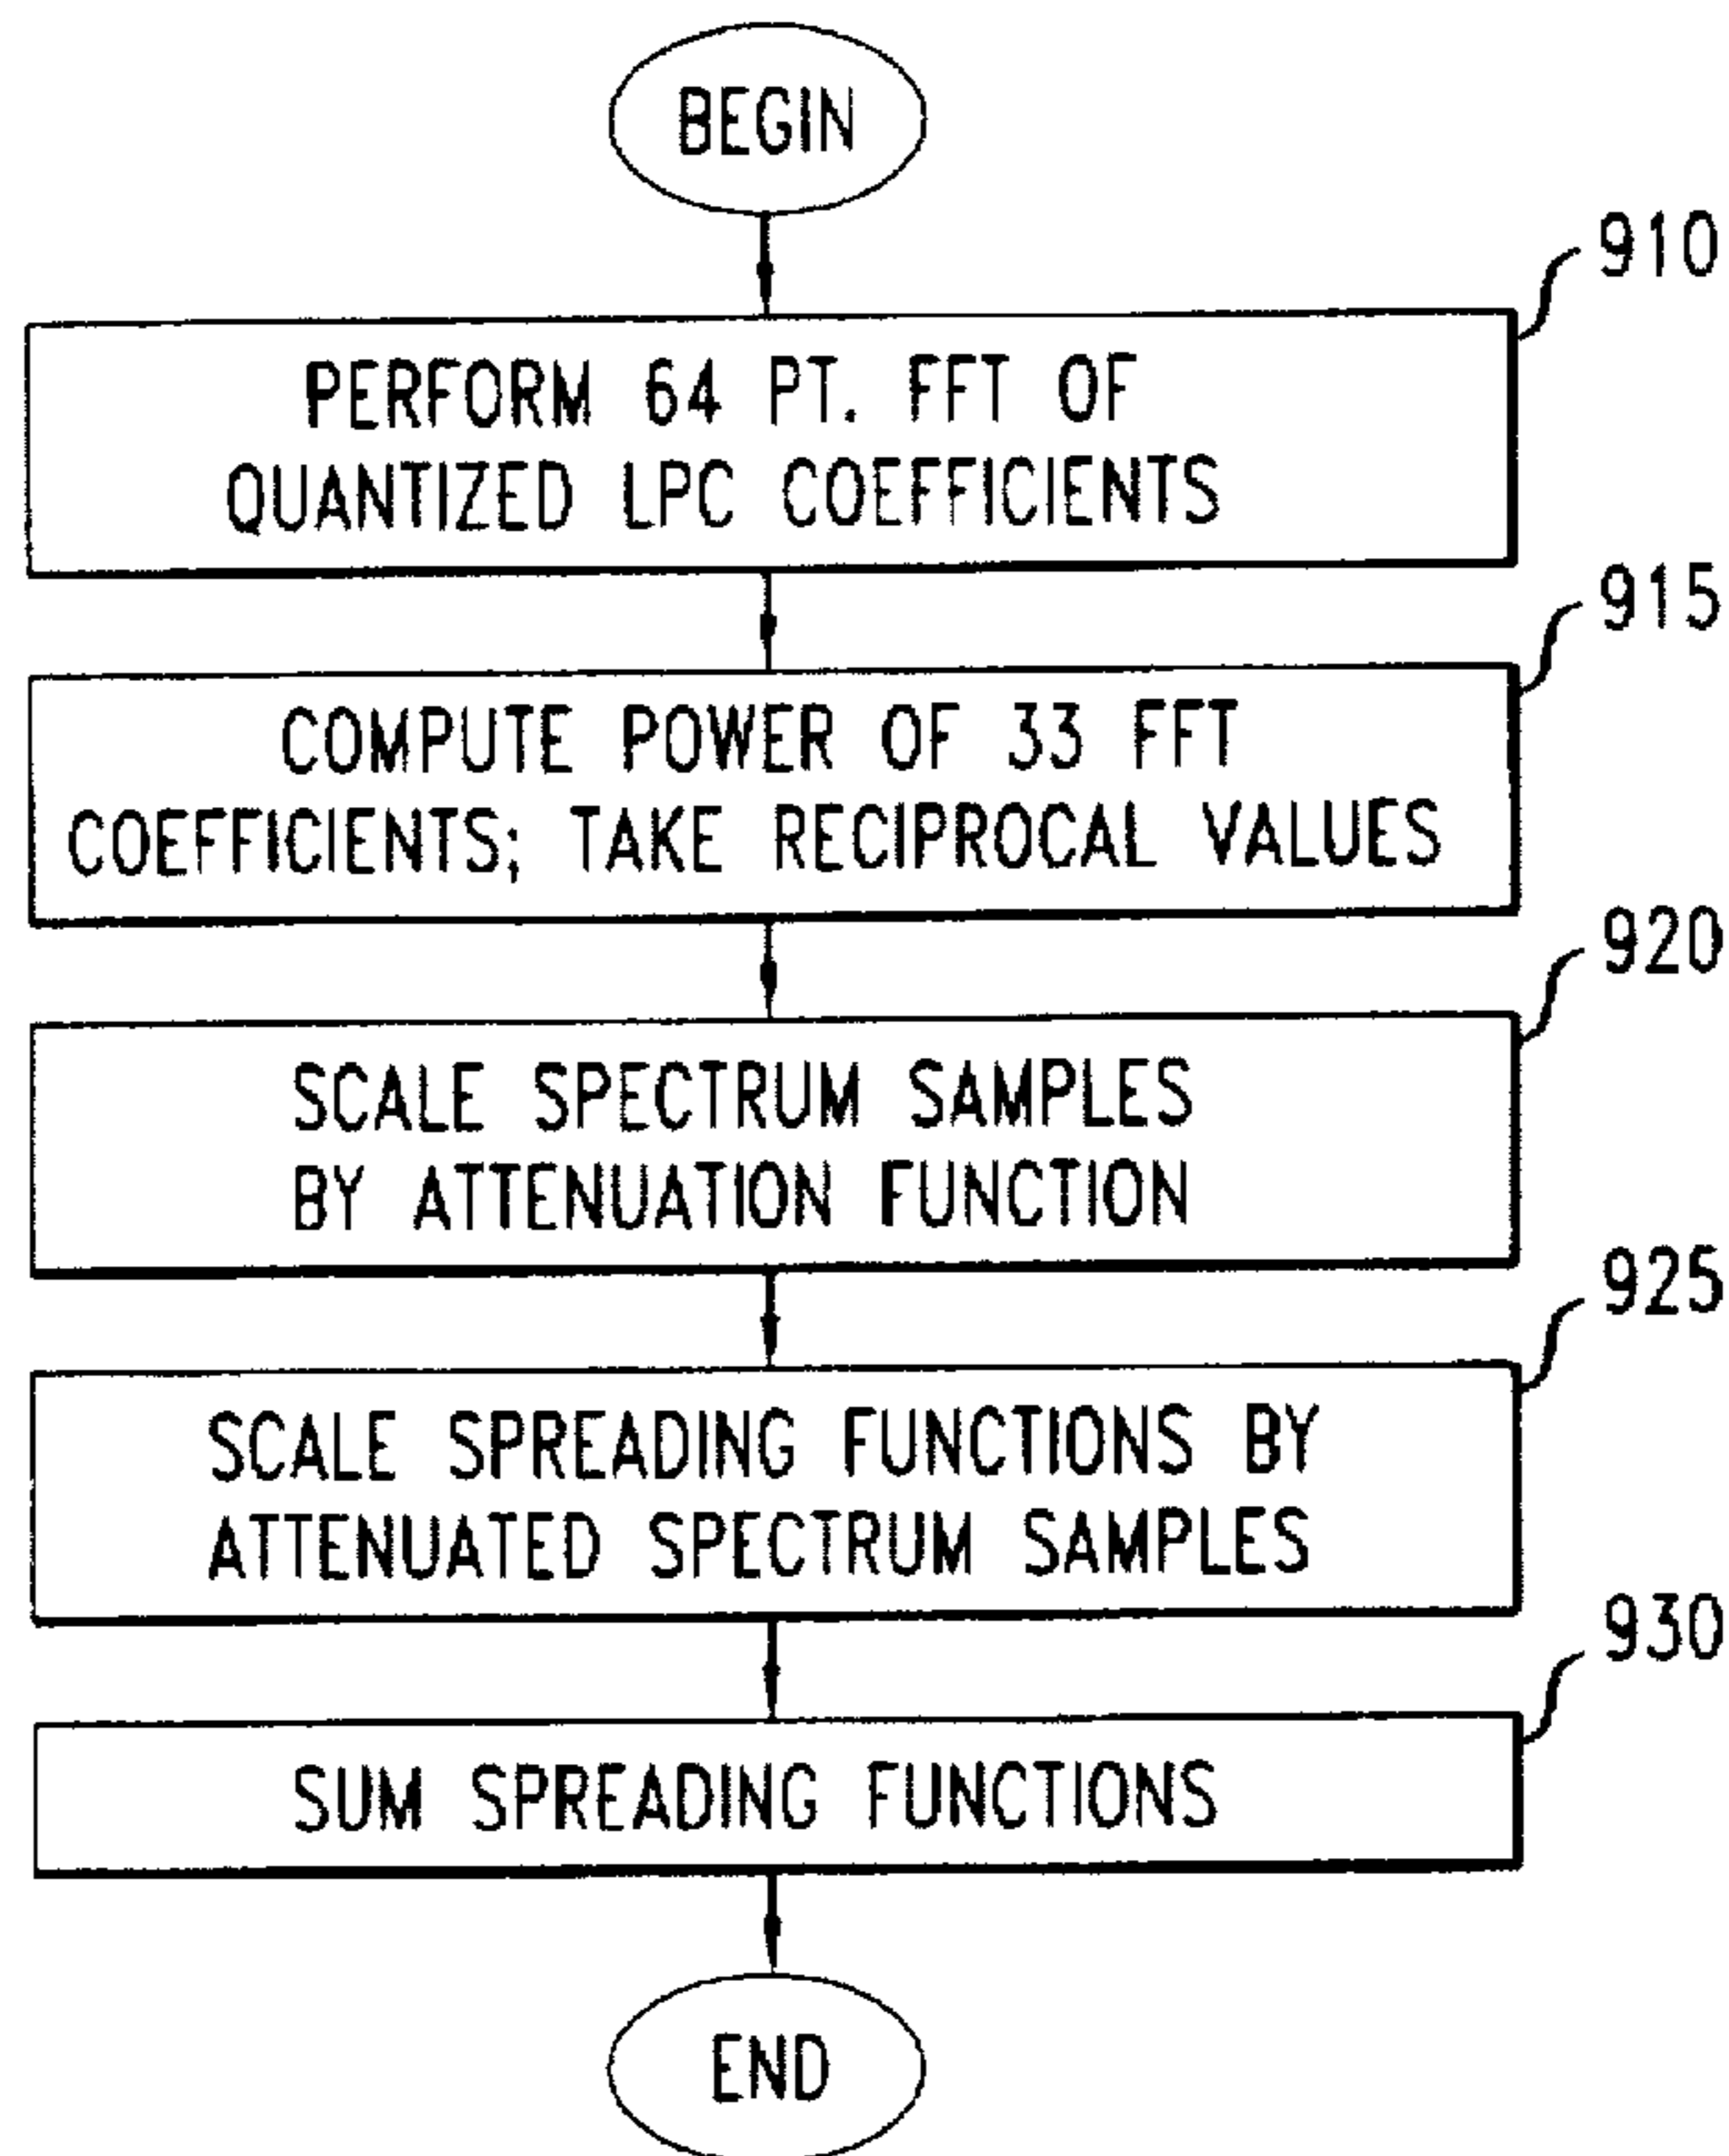 BEGIN
910
PERFORM 64 PT. FFT OF
QUANTIZED LPC COEFFICIENTS
915
COMPUTE POWER OF 33 FFT
COEFFICIENTS; TAKE RECIPROCAL VALUES
920
SCALE SPECTRUM SAMPLES
BY ATTENUATION FUNCTION
925
SCALE SPREADING FUNCTIONS BY
ATTENUATED SPECTRUM SAMPLES
930
SUM SPREADING FUNCTIONS
END